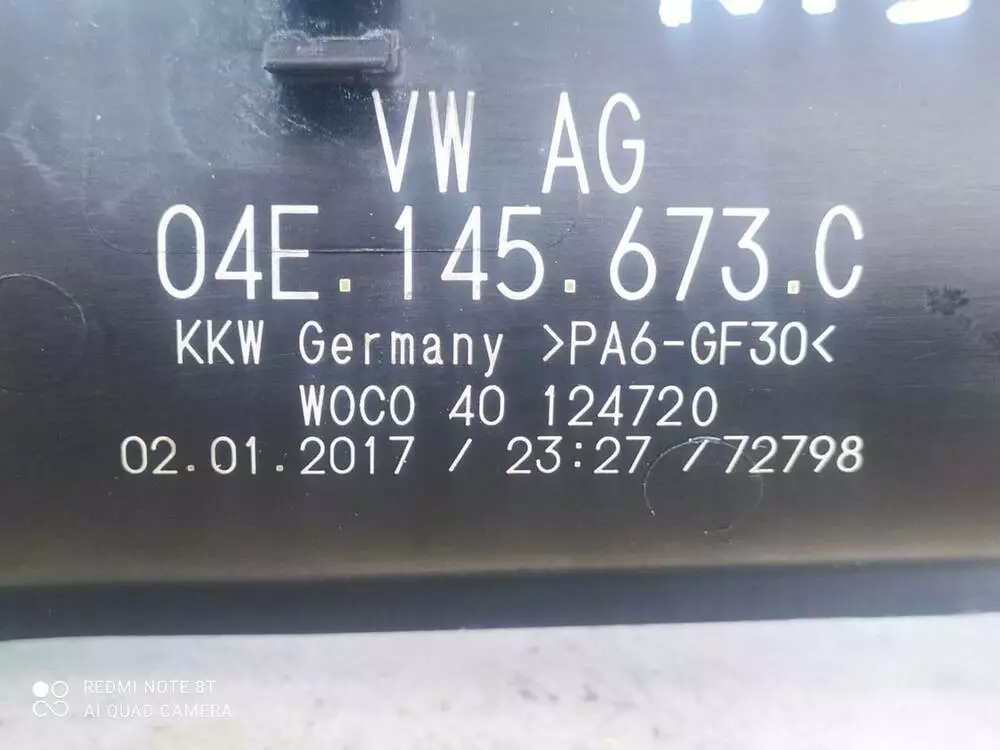 VW AG
04E.145.673.C
KKW Germany >PA6-GF30<
WOCO 40 124720
02.01.2017 / 23:27 /72798
REDMI NOTE 8T
AI QUAD CAMERA